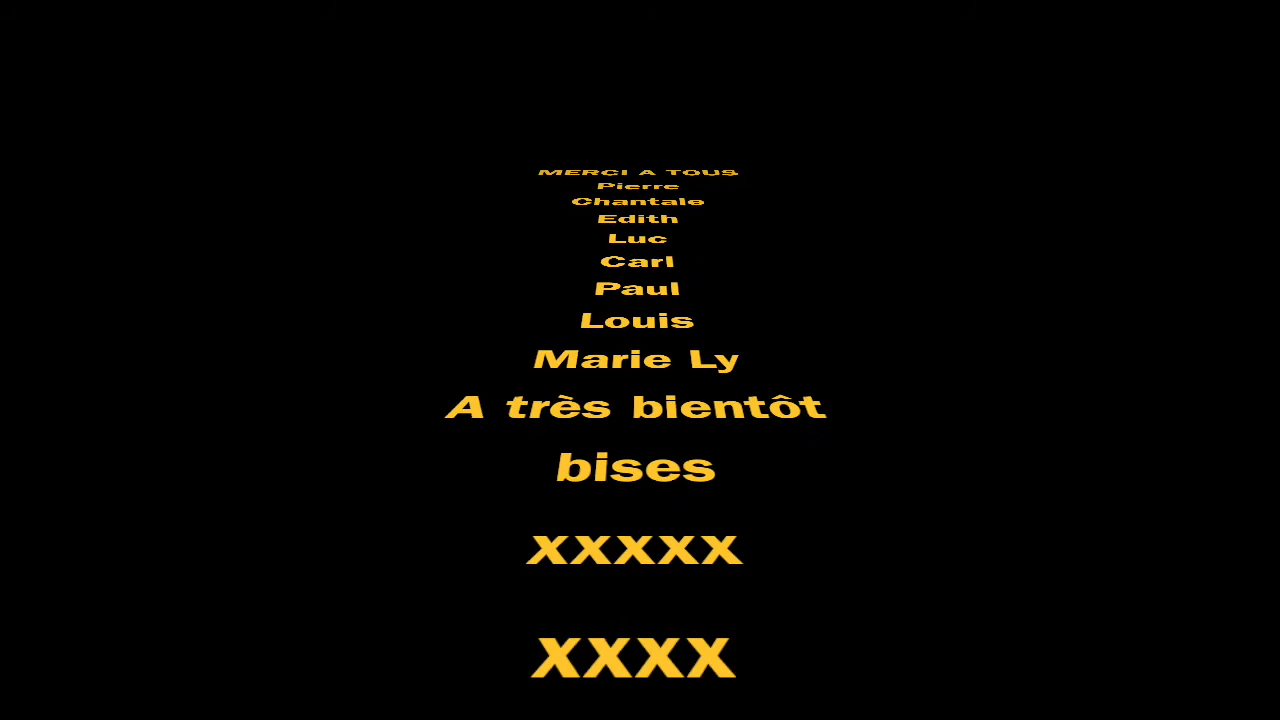 MERCI A TOUS
Pierre
Chantale
Edith
Luc
Carl
Paul
Louis
Marie Ly
A très bientôt
bises
xxxxx
xxxx